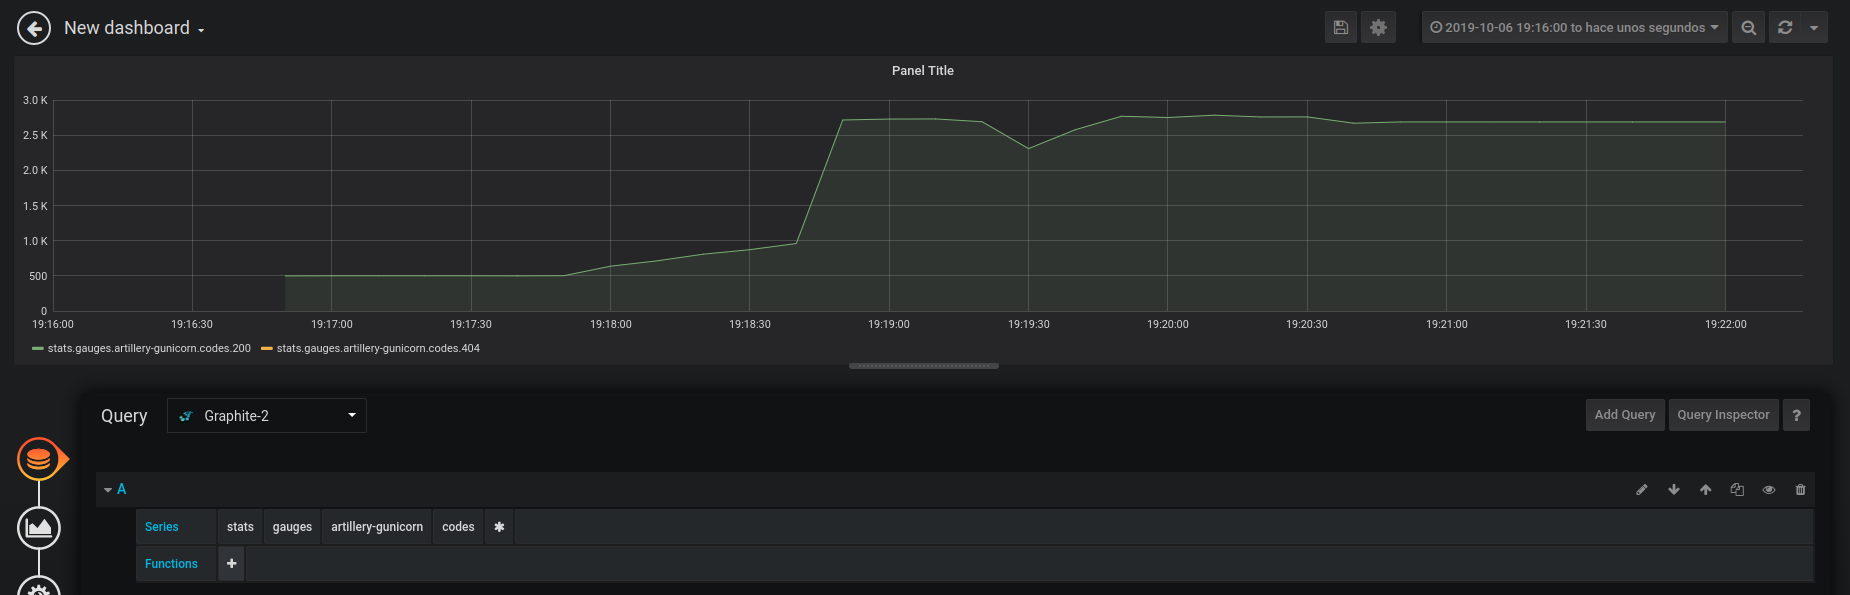 New dashboard
2019-10-06 19:16:00 to hace unos segundos
Panel Title
3.0 K
2.5 K
2.0 K
1.5 K
1.0 K
500
0
19:16:00 19:16:30 19:17:00 19:17:30 19:18:00 19:18:30 19:19:00 19:19:30 19:20:00 19:20:30 19:21:00 19:21:30 19:22:00
stats.gauges.artillery-gunicorn.codes.200 stats.gauges.artillery-gunicorn.codes.404
Query Graphite-2 Add Query Query Inspector ?
A
Series stats gauges artillery-gunicorn codes *
Functions +